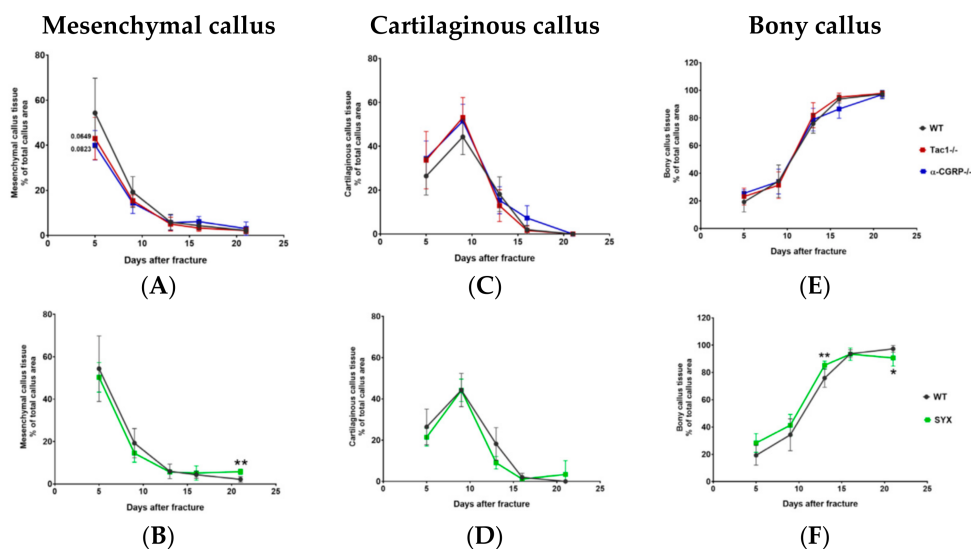 Mesenchymal callus
Cartilaginous callus
Bony callus
Mesenchymal callus tissue
% of total callus area
80
60
40
20
0
0.0649
0.0823
0 5 10 15 20 25
Days after fracture
(A)
Cartilaginous callus tissue
% of total callus area
80
60
40
20
0
0 5 10 15 20 25
Days after fracture
(C)
Bony callus tissue
% of total callus area
120
100
80
60
40
20
0
0 5 10 15 20 25
Days after fracture
WT
Tac1-/-
α-CGRP-/-
(E)
Mesenchymal callus tissue
% of total callus area
80
60
40
20
0
**
0 5 10 15 20 25
Days after fracture
(B)
Cartilaginous callus tissue
% of total callus area
80
60
40
20
0
0 5 10 15 20 25
Days after fracture
(D)
Bony callus tissue
% of total callus area
120
100
80
60
40
20
0
**
*
0 5 10 15 20 25
Days after fracture
WT
SYX
(F)